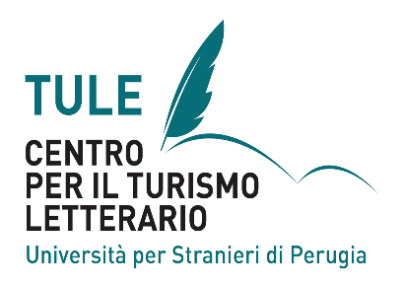 TULE
CENTRO
PER IL TURISMO
LETTERARIO
Università per Stranieri di Perugia